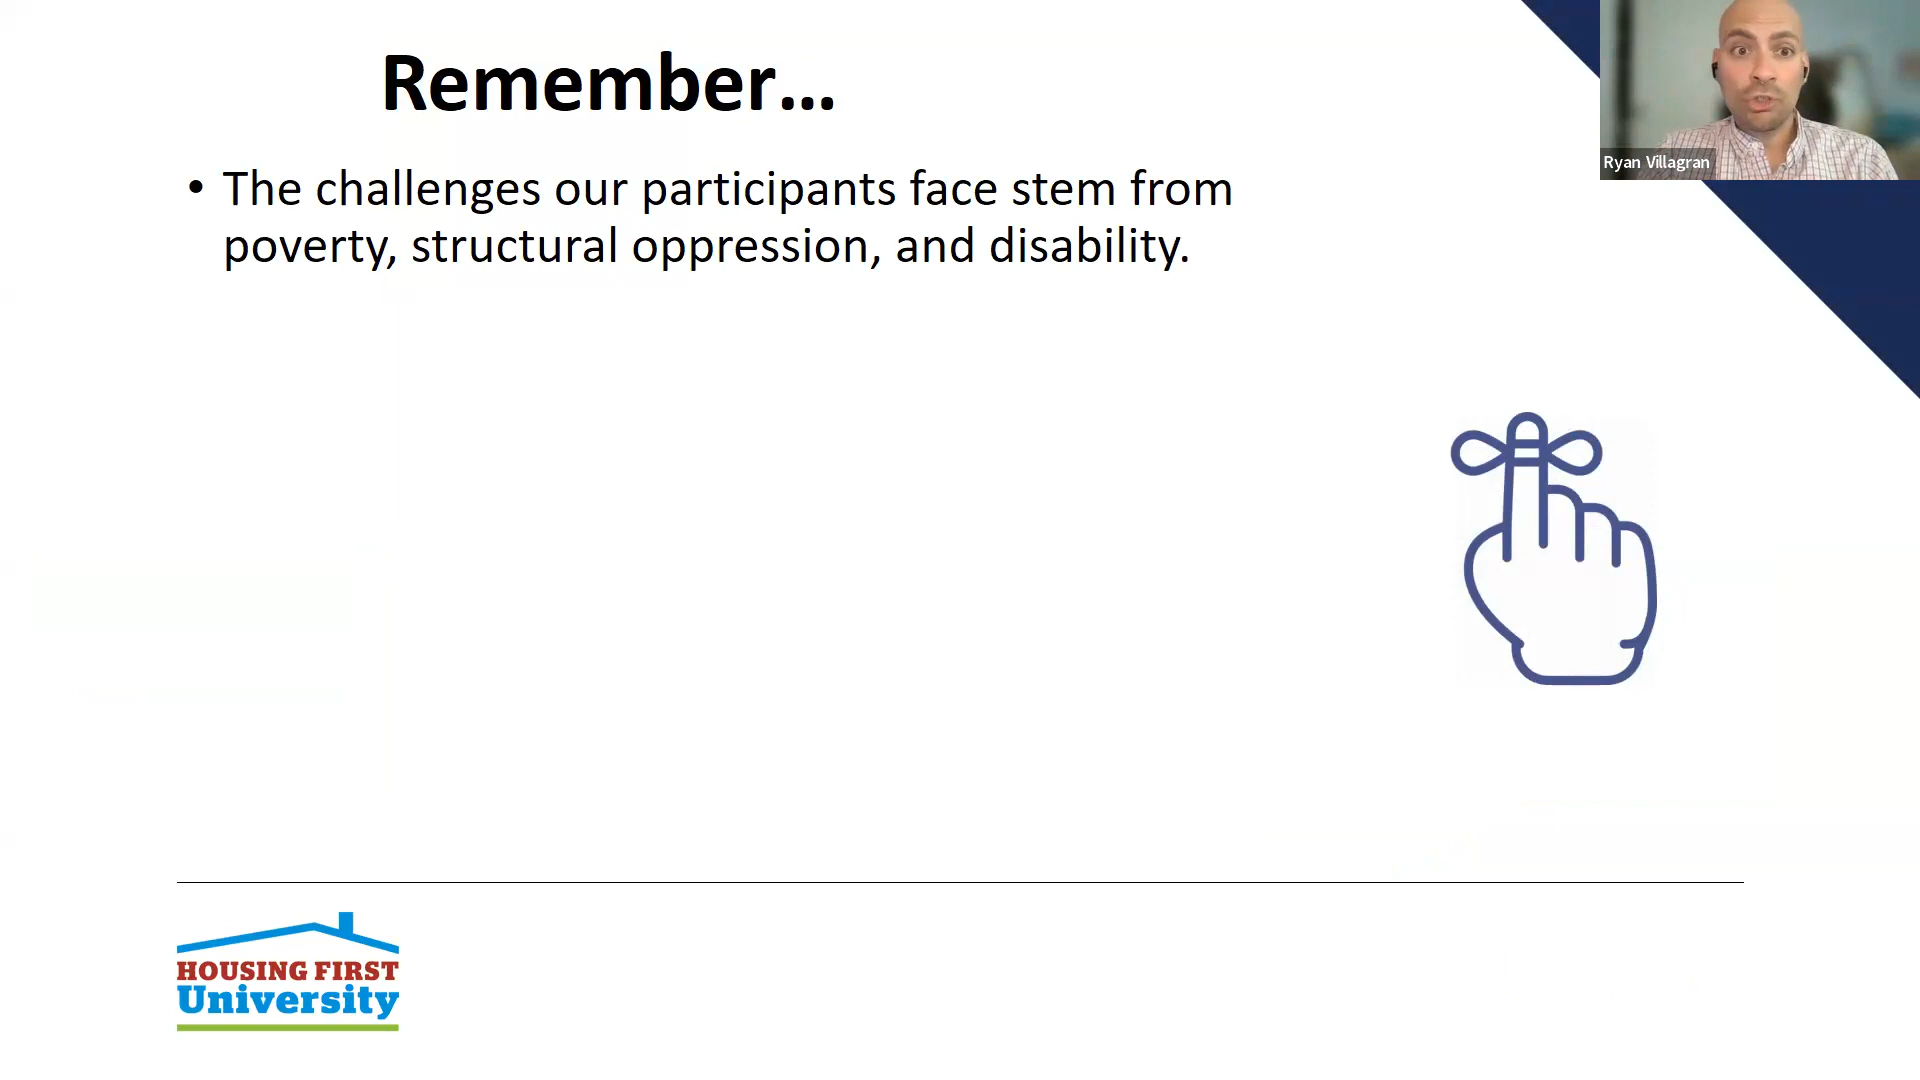 Remember...
• The challenges our participants face stem from
poverty, structural oppression, and disability.
Ryan Villagran
HOUSING FIRST
University